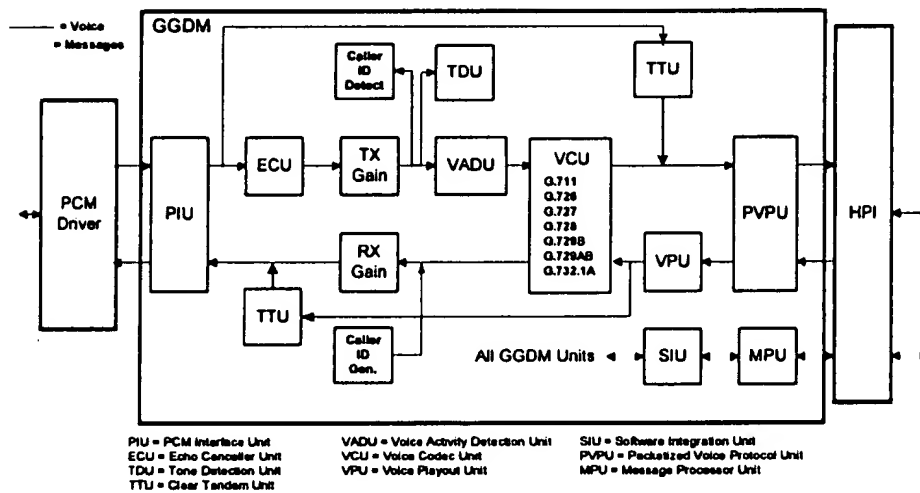 GGDM
= Voice
= Messages
Caller
ID
Detect
TDU
TTU
PCM
Driver
PIU
ECU
TX
Gain
VADU
VCU
G.711
G.726
G.727
G.728
G.729B
G.729AB
G.732.1A
PVPU
HPI
RX
Gain
VPU
TTU
Caller
ID
Gen.
All GGDM Units
SIU
MPU
PIU = PCM Interface Unit
ECU = Echo Canceller Unit
TDU = Tone Detection Unit
TTU = Clear Tandem Unit
VADU = Voice Activity Detection Unit
VCU = Voice Codec Unit
VPU = Voice Playout Unit
SIU = Software Integration Unit
PVPU = Packetized Voice Protocol Unit
MPU = Message Processor Unit